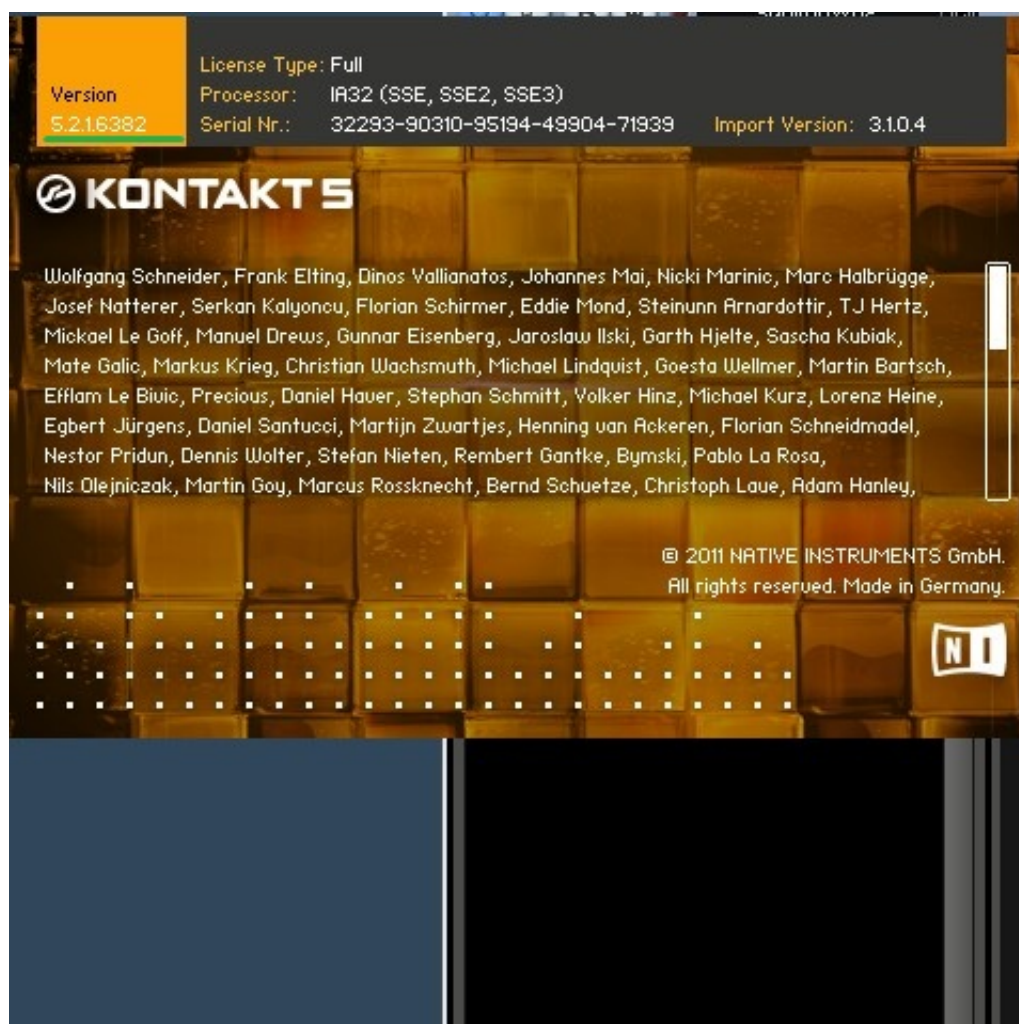 License Type: Full
Version Processor: IA32 (SSE, SSE2, SSE3)
5.2.1.6382 Serial Nr.: 32293-90310-95194-49904-71939 Import Version: 3.1.0.4
KONTAKT 5
Wolfgang Schneider, Frank Elting, Dinos Vallianatos, Johannes Mai, Nicki Marinic, Marc Halbrügge,
Josef Natterer, Serkan Kalyoncu, Florian Schirmer, Eddie Mond, Steinunn Arnardottir, TJ Hertz,
Mickael Le Goff, Manuel Drews, Gunnar Eisenberg, Jaroslaw Ilski, Garth Hjelte, Sascha Kubiak,
Mate Galic, Markus Krieg, Christian Wachsmuth, Michael Lindquist, Goesta Wellmer, Martin Bartsch,
Efflam Le Bivic, Precious, Daniel Haver, Stephan Schmitt, Volker Hinz, Michael Kurz, Lorenz Heine,
Egbert Jürgens, Daniel Santucci, Martijn Zwartjes, Henning van Ackeren, Florian Schneidmadel,
Nestor Pridun, Dennis Wolter, Stefan Nieten, Rembert Gantke, Bymski, Pablo La Rosa,
Nils Olejniczak, Martin Goy, Marcus Rossknecht, Bernd Schuetze, Christoph Laue, Adam Hanley,
© 2011 NATIVE INSTRUMENTS GmbH.
All rights reserved. Made in Germany.
NI